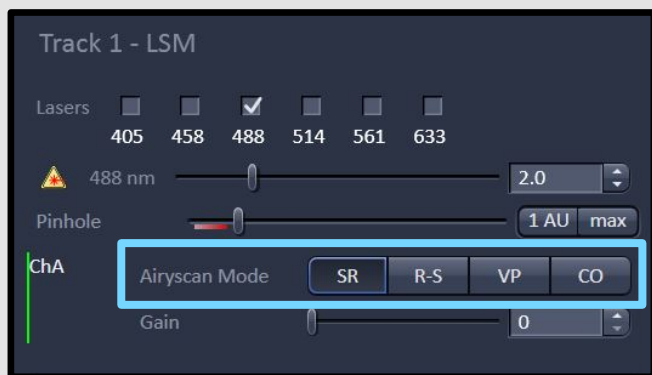 Track 1 - LSM
Lasers
405 458 488 514 561 633
488 nm 2.0
Pinhole 1 AU max
ChA
Airyscan Mode SR R-S VP CO
Gain 0